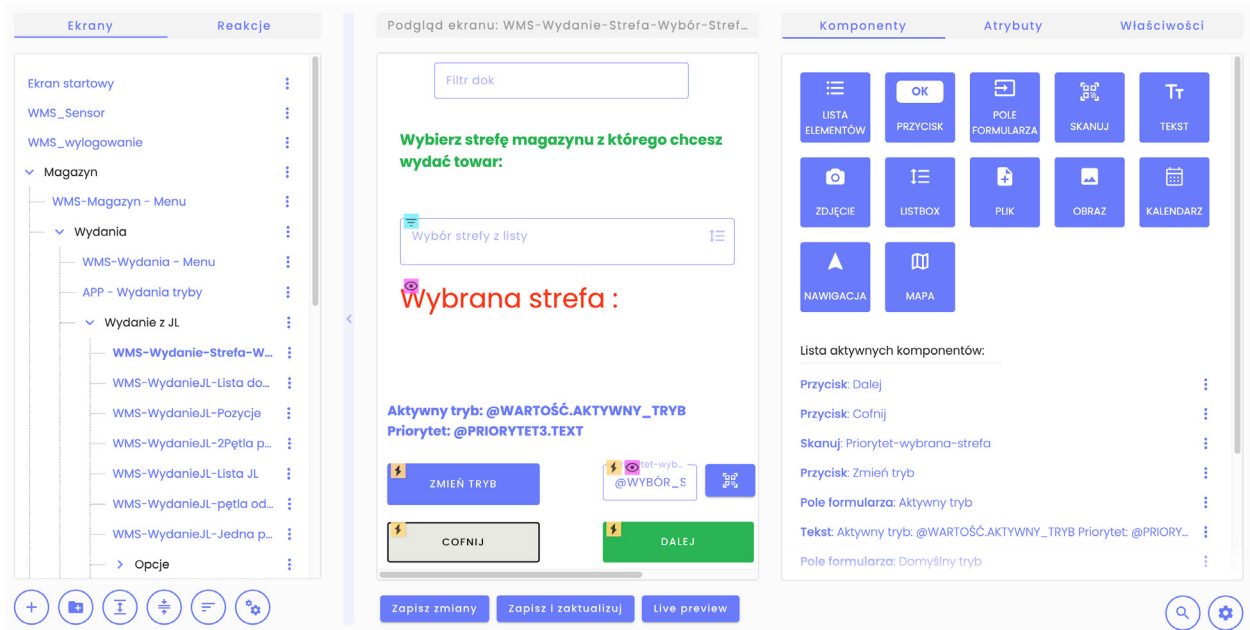 Ekrany
Reakcje
Ekran startowy
WMS_Sensor
WMS_wylogowanie
Magazyn
WMS-Magazyn - Menu
Wydania
WMS-Wydania - Menu
APP - Wydania tryby
Wydanie z JL
WMS-Wydanie-Strefa-W...
WMS-WydanieJL-Lista do...
WMS-WydanieJL-Pozycje
WMS-WydanieJL-2Pętla p...
WMS-WydanieJL-Lista JL
WMS-WydanieJL-pętla od...
WMS-WydanieJL-Jedna p...
Opcje
Podgląd ekranu: WMS-Wydanie-Strefa-Wybór-Stref...
Filtr dok
Wybierz strefę magazynu z którego chcesz
wydać towar:
Wybór strefy z listy
Wybrana strefa :
Aktywny tryb: @WARTOŚĆ.AKTYWNY_TRYB
Priorytet: @PRIORYTET3.TEXT
ZMIEŃ TRYB
tet-wyb...
@WYBÓR_S
COFNIJ
DALEJ
Zapisz zmiany
Zapisz i zaktualizuj
Live preview
Komponenty
Atrybuty
Właściwości
LISTA
ELEMENTÓW
OK
PRZYCISK
POLE
FORMULARZA
SKANUJ
TT
TEKST
ZDJĘCIE
LISTBOX
PLIK
OBRAZ
KALENDARZ
NAWIGACJA
MAPA
Lista aktywnych komponentów:
Przycisk: Dalej
Przycisk: Cofnij
Skanuj: Priorytet-wybrana-strefa
Przycisk: Zmień tryb
Pole formularza: Aktywny tryb
Tekst: Aktywny tryb: @WARTOŚĆ.AKTYWNY_TRYB Priorytet: @PRIORY...
Pole formularza: Domyślny tryb